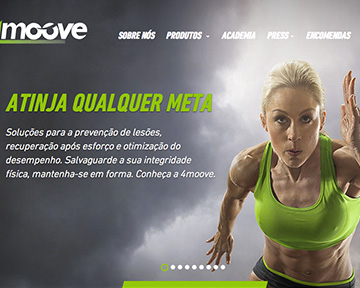 4moove
SOBRE NÓS PRODUTOS ACADEMIA PRESS ENCOMENDAS
ATINJA QUALQUER META
Soluções para a prevenção de lesões,
recuperação após esforço e otimização do
desempenho. Salvaguarde a sua integridade
física, mantenha-se em forma. Conheça a 4moove.